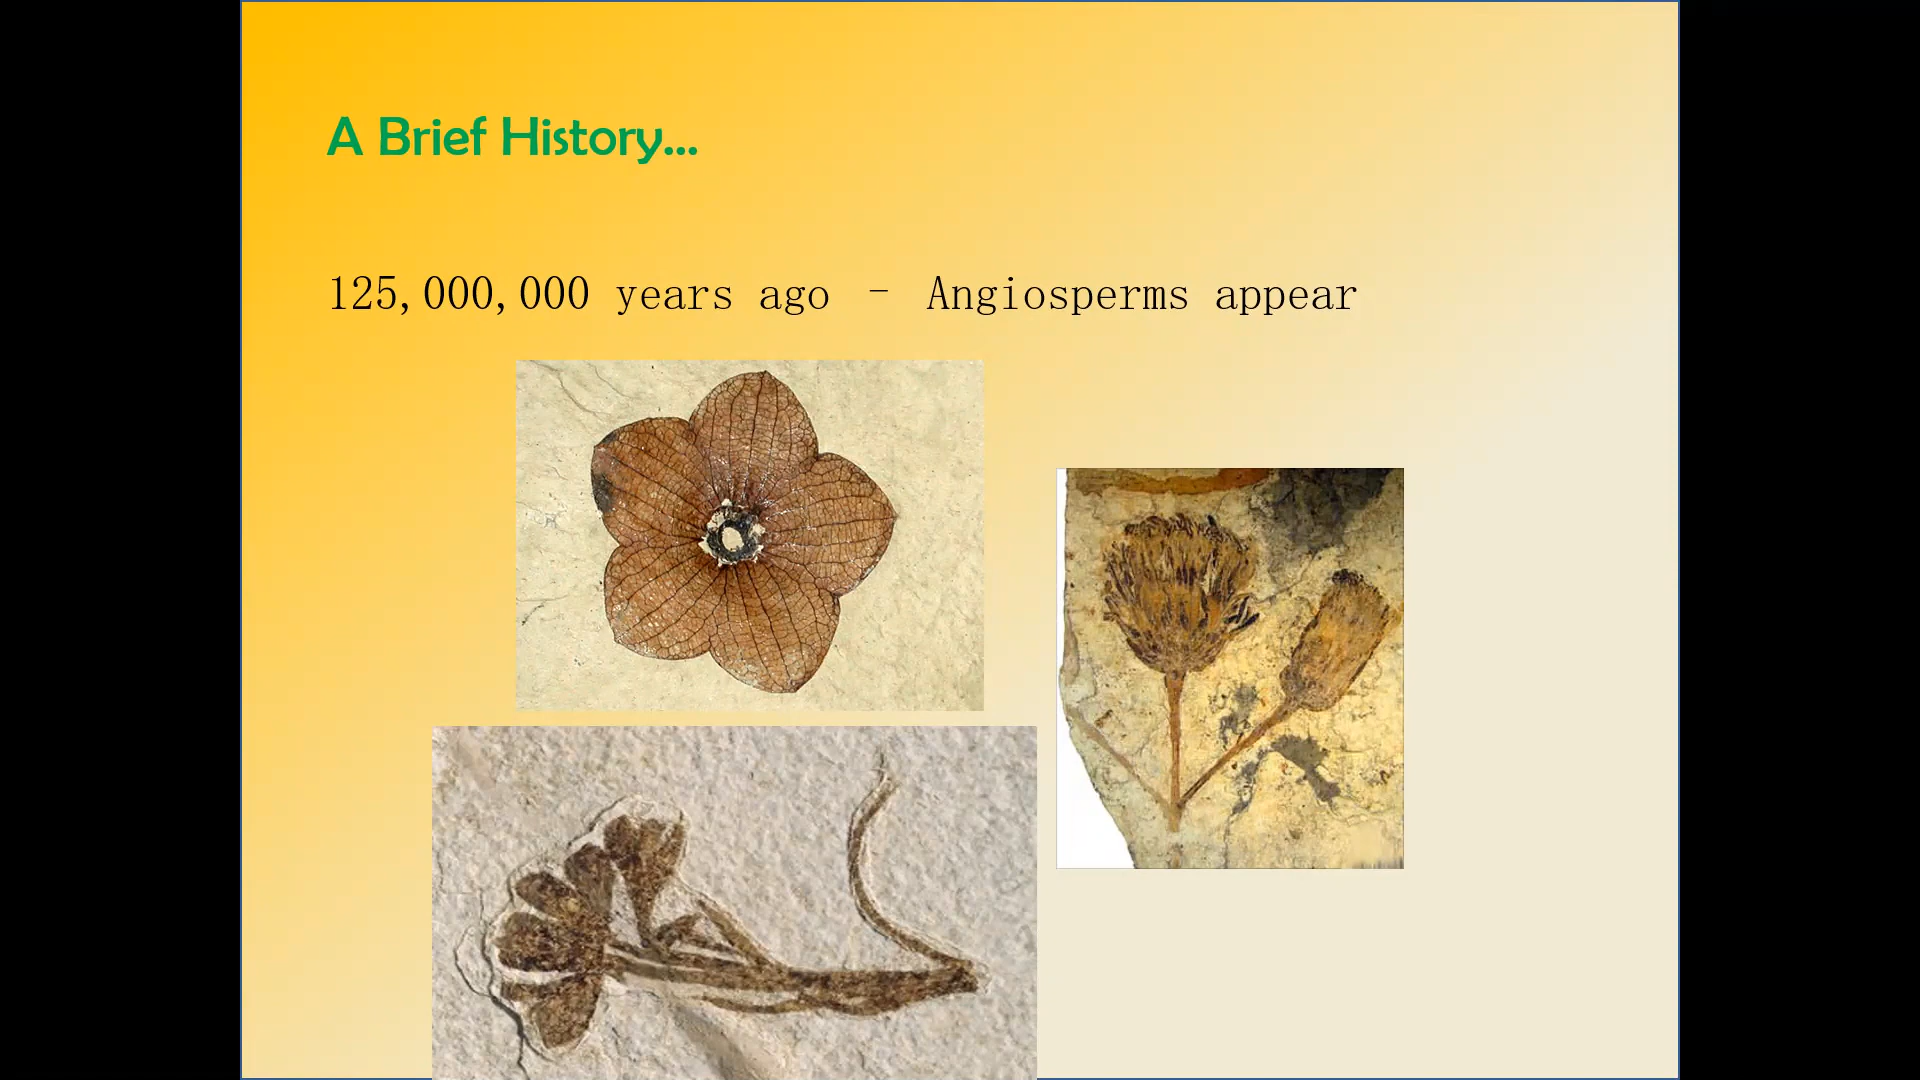 A Brief History...
125,000,000 years ago – Angiosperms appear